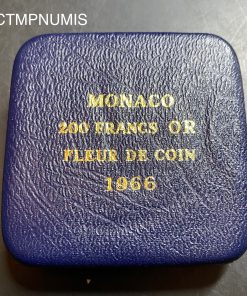 CTMPNUMIS
MONACO
200 FRANCS OR
FLEUR DE COIN
1966